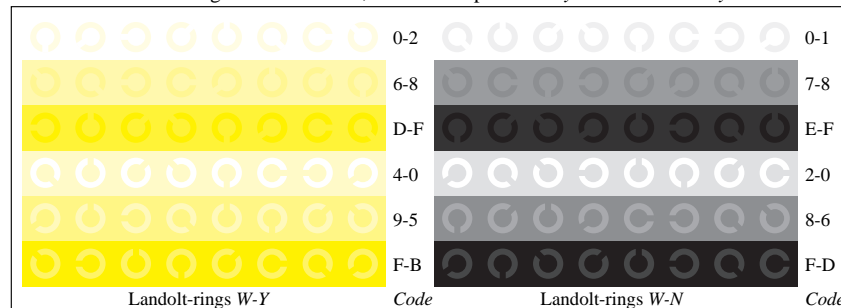 0-2 0-1
6-8 7-8
D-F E-F
4-0 2-0
9-5 8-6
F-B F-D
Landolt-rings W-Y Code Landolt-rings W-N Code